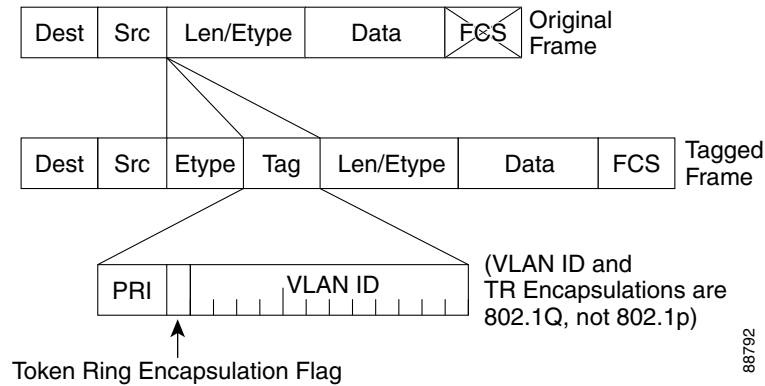 Dest Src Len/Etype Data FCS Original
Frame
Dest Src Etype Tag Len/Etype Data FCS Tagged
Frame
PRI VLAN ID (VLAN ID and
TR Encapsulations are
802.1Q, not 802.1p)
Token Ring Encapsulation Flag
88792